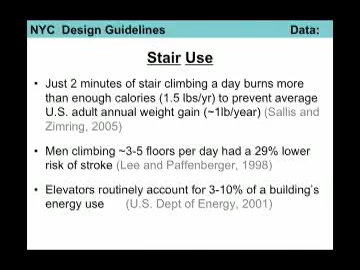 NYC Design Guidelines Data:
Stair Use
• Just 2 minutes of stair climbing a day burns more
than enough calories (1.5 lbs/yr) to prevent average
U.S. adult annual weight gain (~1lb/year) (Sallis and
Zimring, 2005)
• Men climbing ~3-5 floors per day had a 29% lower
risk of stroke (Lee and Paffenberger, 1998)
• Elevators routinely account for 3-10% of a building's
energy use (U.S. Dept of Energy, 2001)